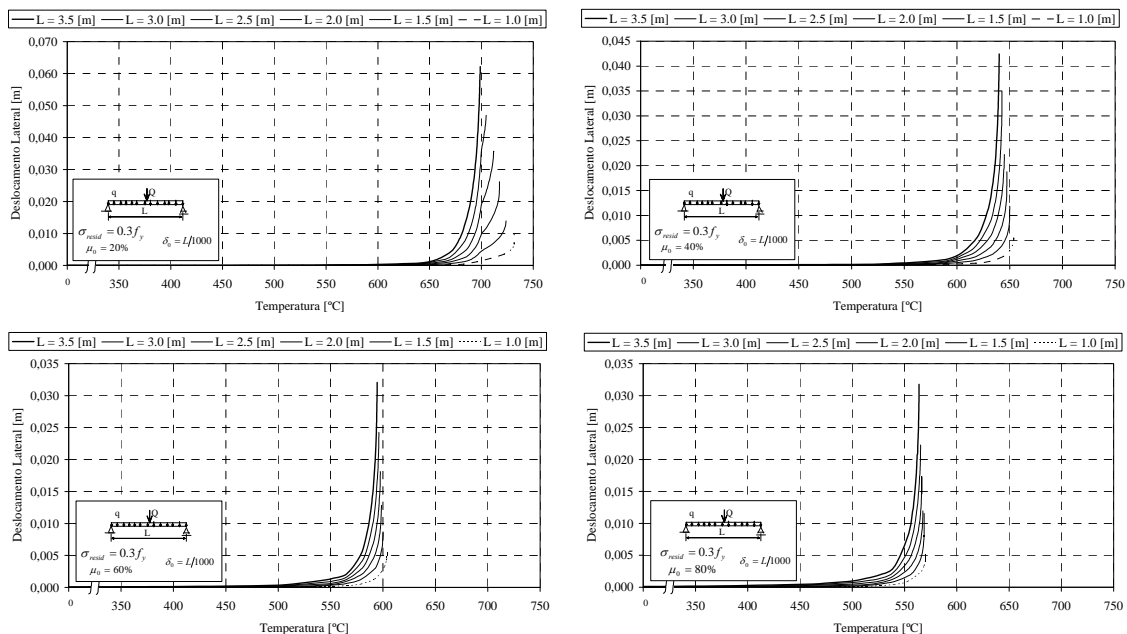 L = 3.5 [m] L = 3.0 [m] L = 2.5 [m] L = 2.0 [m] L = 1.5 [m] L = 1.0 [m]
0,070
0,060
0,050
0,040
0,030
0,020
0,010
0,000
Deslocamento Lateral [m]
q Q
L
σresid = 0.3 fy
μ0 = 20% δ0 = L/1000
0 350 400 450 500 550 600 650 700 750
Temperatura [ºC]
L = 3.5 [m] L = 3.0 [m] L = 2.5 [m] L = 2.0 [m] L = 1.5 [m] L = 1.0 [m]
0,045
0,040
0,035
0,030
0,025
0,020
0,015
0,010
0,005
0,000
Deslocamento Lateral [m]
q Q
L
σresid = 0.3 fy
μ0 = 40% δ0 = L/1000
0 350 400 450 500 550 600 650 700 750
Temperatura [ºC]
L = 3.5 [m] L = 3.0 [m] L = 2.5 [m] L = 2.0 [m] L = 1.5 [m] L = 1.0 [m]
0,035
0,030
0,025
0,020
0,015
0,010
0,005
0,000
Deslocamento Lateral [m]
q Q
L
σresid = 0.3 fy
μ0 = 60% δ0 = L/1000
0 350 400 450 500 550 600 650 700 750
Temperatura [ºC]
L = 3.5 [m] L = 3.0 [m] L = 2.5 [m] L = 2.0 [m] L = 1.5 [m] L = 1.0 [m]
0,035
0,030
0,025
0,020
0,015
0,010
0,005
0,000
Deslocamento Lateral [m]
q Q
L
σresid = 0.3 fy
μ0 = 80% δ0 = L/1000
0 350 400 450 500 550 600 650 700 750
Temperatura [ºC]